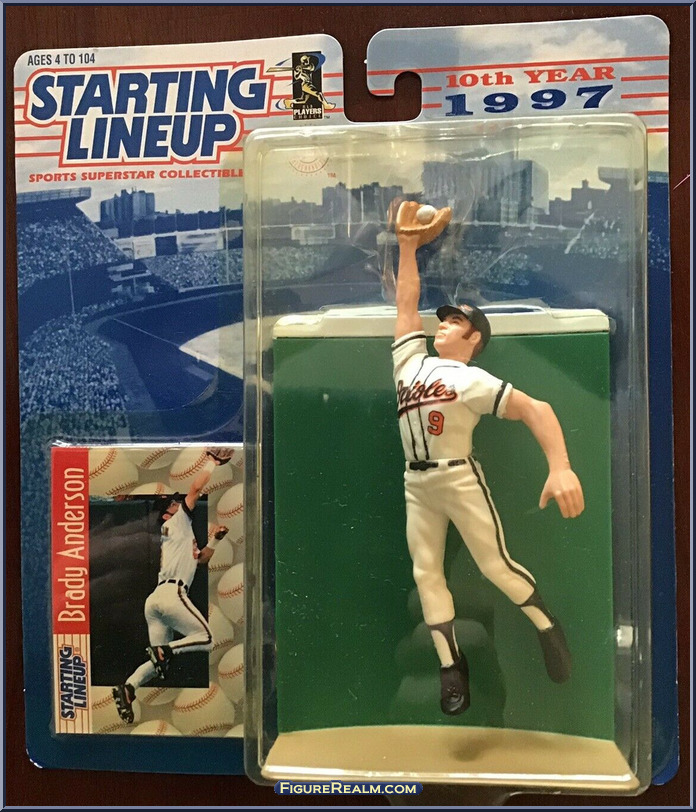 AGES 4 TO 104
STARTING
LINEUP
SPORTS SUPERSTAR COLLECTIBLE
PLAYERS
CHOICE
10th YEAR
1997
Orioles
9
Brady Anderson
STARTING
LINEUP
FIGUREREALM.COM